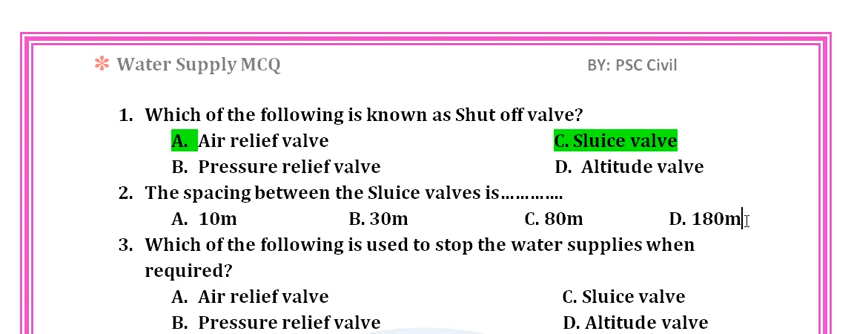 Water Supply MCQ BY: PSC Civil
1. Which of the following is known as Shut off valve?
A. Air relief valve C. Sluice valve
B. Pressure relief valve D. Altitude valve
2. The spacing between the Sluice valves is.............
A. 10m B. 30m C. 80m D. 180m
3. Which of the following is used to stop the water supplies when
required?
A. Air relief valve C. Sluice valve
B. Pressure relief valve D. Altitude valve